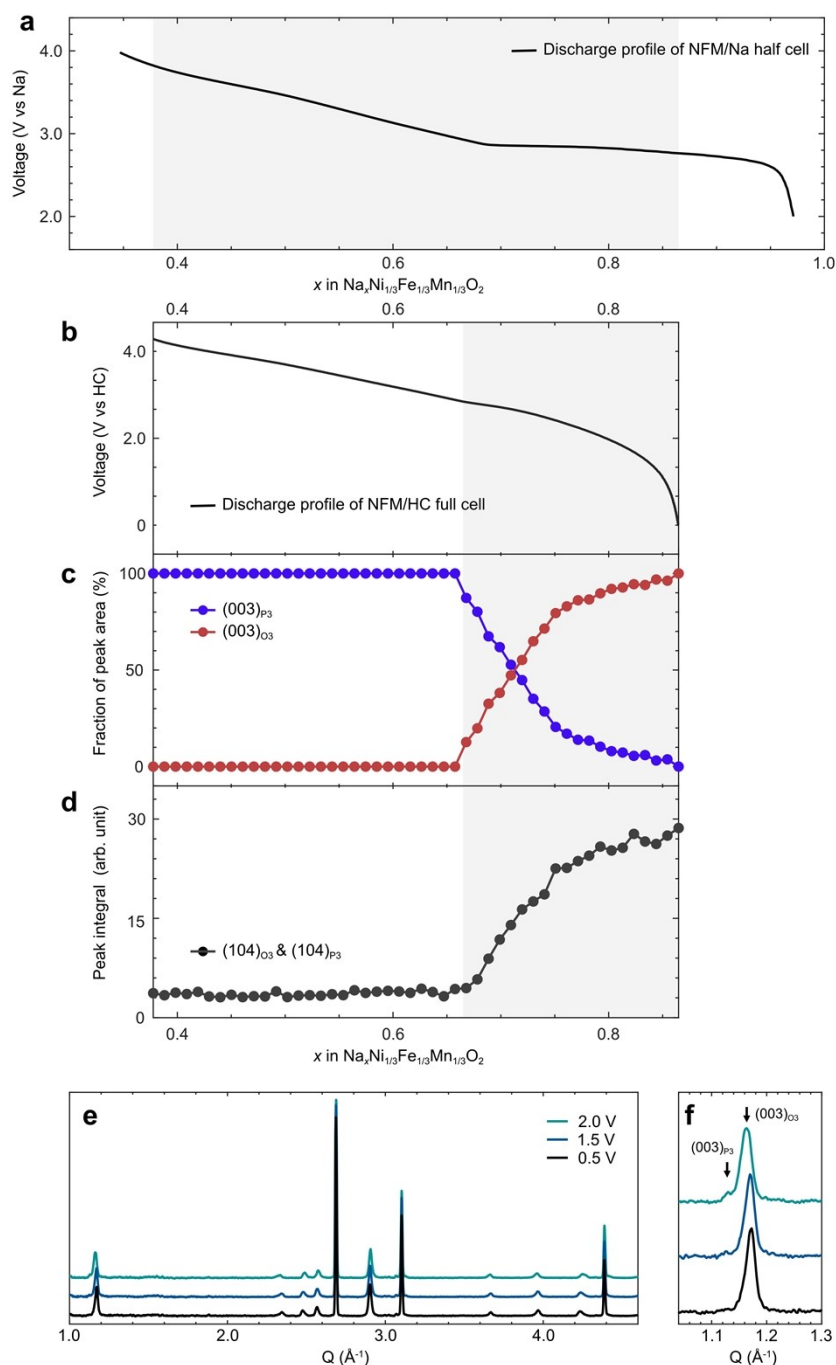 a
4.0
3.0
2.0
Voltage (V vs Na)
Discharge profile of NFM/Na half cell
0.4 0.6 0.8 1.0
x in NaₓNi₁/₃Fe₁/₃Mn₁/₃O₂
0.4 0.6 0.8
b
4.0
2.0
0
Voltage (V vs HC)
Discharge profile of NFM/HC full cell
c
100
50
0
Fraction of peak area (%)
(003)P3
(003)O3
d
30
15
0
Peak integral (arb. unit)
(104)O3 & (104)P3
0.4 0.6 0.8
x in NaₓNi₁/₃Fe₁/₃Mn₁/₃O₂
e
2.0 V
1.5 V
0.5 V
1.0 2.0 3.0 4.0
Q (Å⁻¹)
f
(003)O3
(003)P3
1.1 1.2 1.3
Q (Å⁻¹)